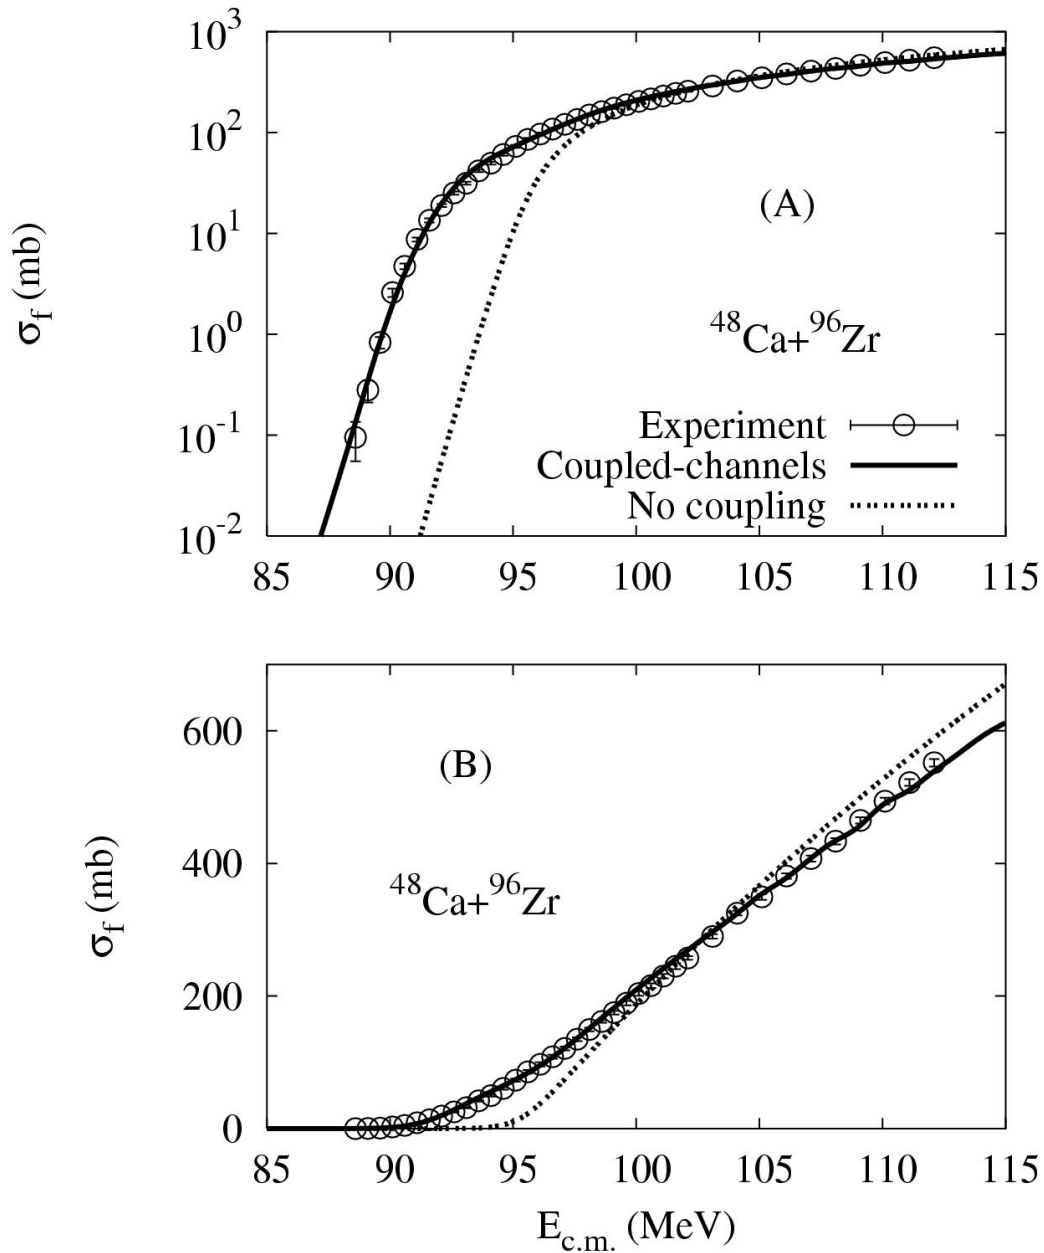 10^3
10^2
10^1
10^0
10^-1
10^-2
σ_f (mb)
(A)
^48Ca+^96Zr
Experiment
Coupled-channels
No coupling
85 90 95 100 105 110 115
600
400
200
0
σ_f (mb)
(B)
^48Ca+^96Zr
85 90 95 100 105 110 115
E_c.m. (MeV)